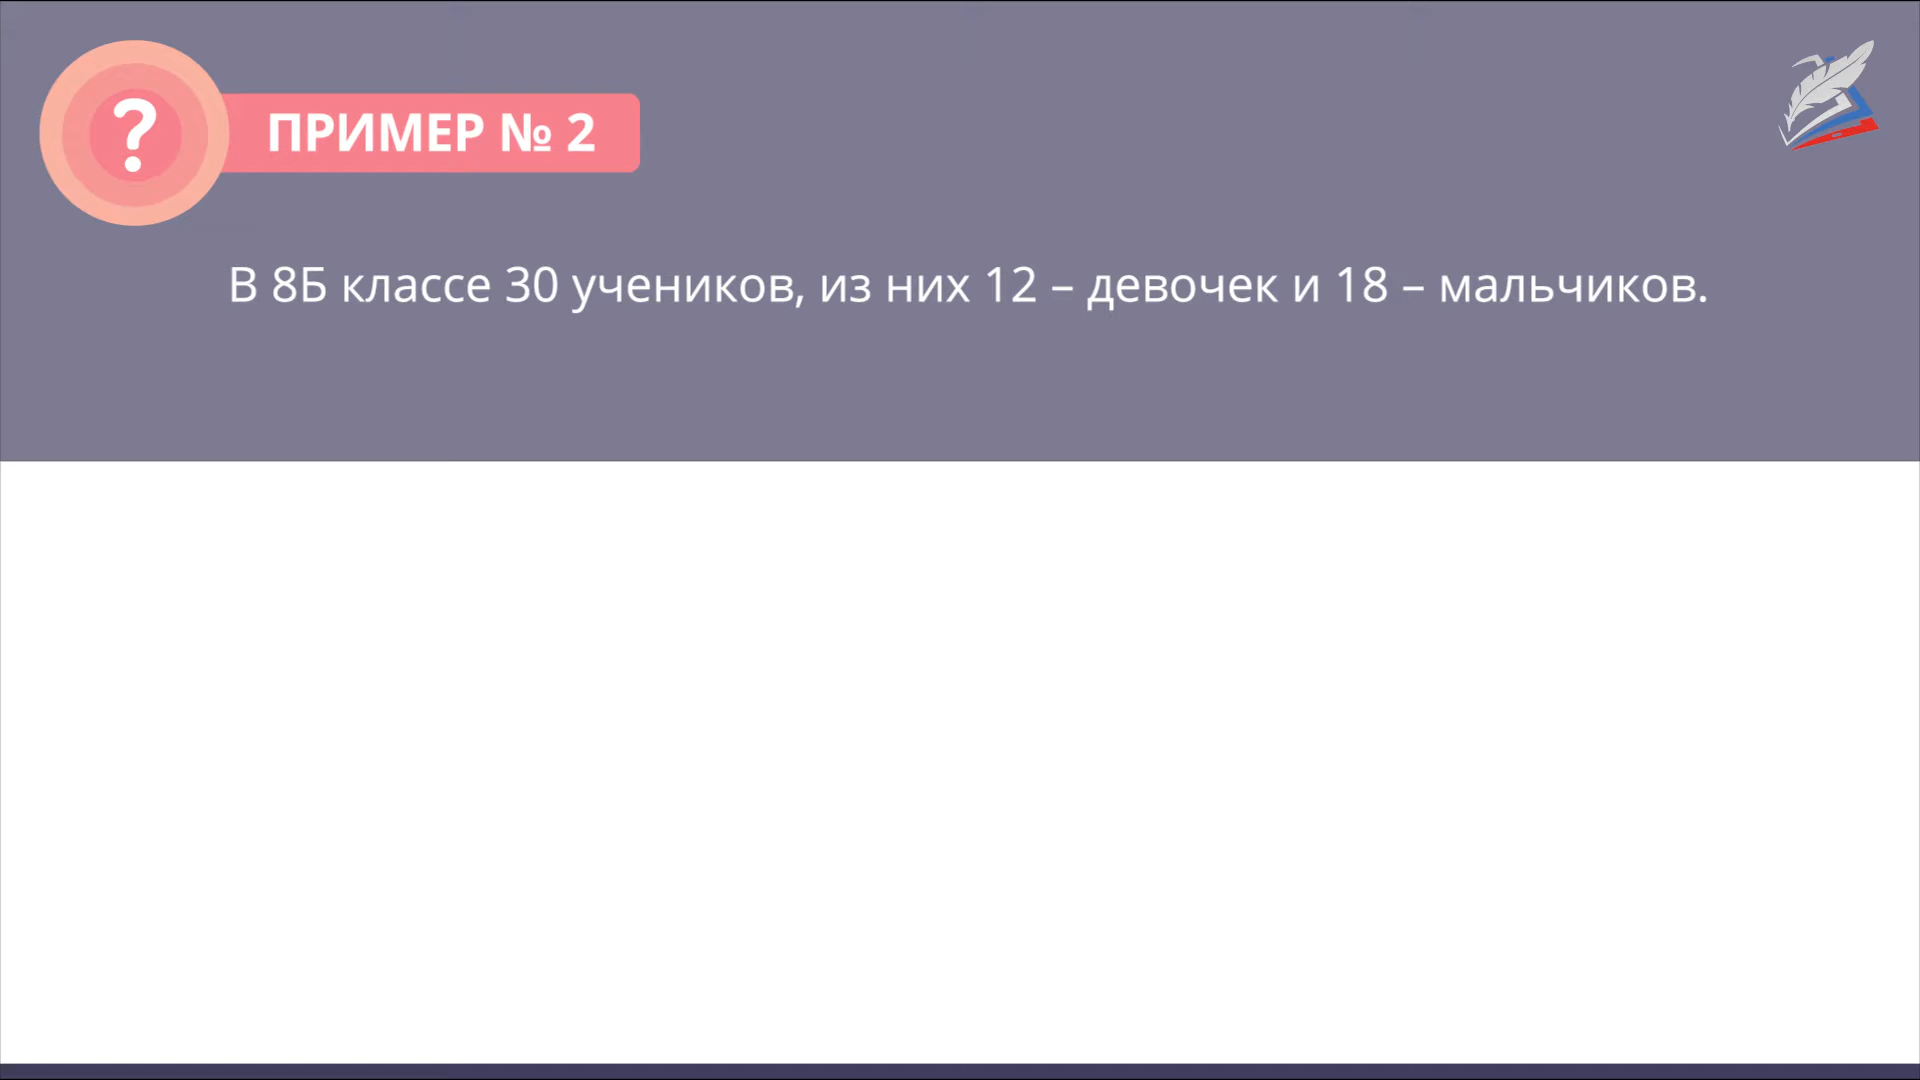 ?
ПРИМЕР № 2
В 8Б классе 30 учеников, из них 12 – девочек и 18 – мальчиков.